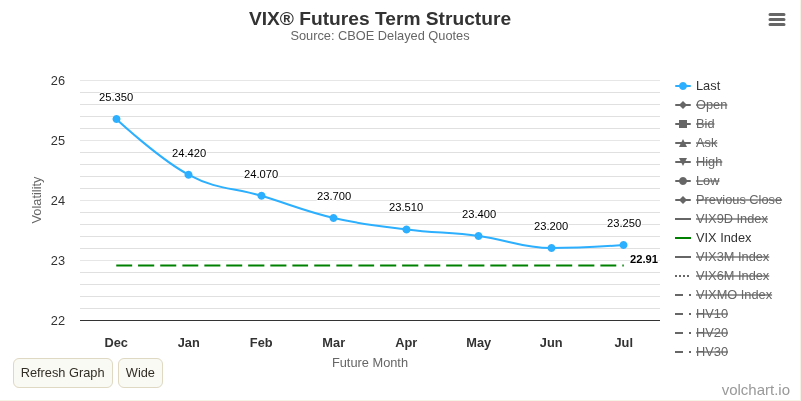 VIX® Futures Term Structure
Source: CBOE Delayed Quotes
26
25
24
23
22
Volatility
25.350
24.420
24.070
23.700
23.510
23.400
23.200
23.250
22.91
Dec Jan Feb Mar Apr May Jun Jul
Future Month
Last
Open
Bid
Ask
High
Low
Previous Close
VIX9D Index
VIX Index
VIX3M Index
VIX6M Index
VIXMO Index
HV10
HV20
HV30
Refresh Graph Wide
volchart.io